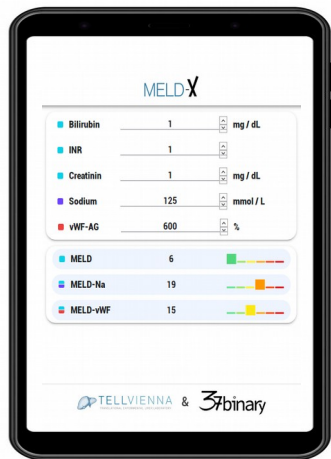 MELD-X
Bilirubin 1 mg / dL
INR 1
Creatinin 1 mg / dL
Sodium 125 mmol / L
vWF-AG 600 %
MELD 6
MELD-Na 19
MELD-vWF 15
TELLVIENNA & 37binary